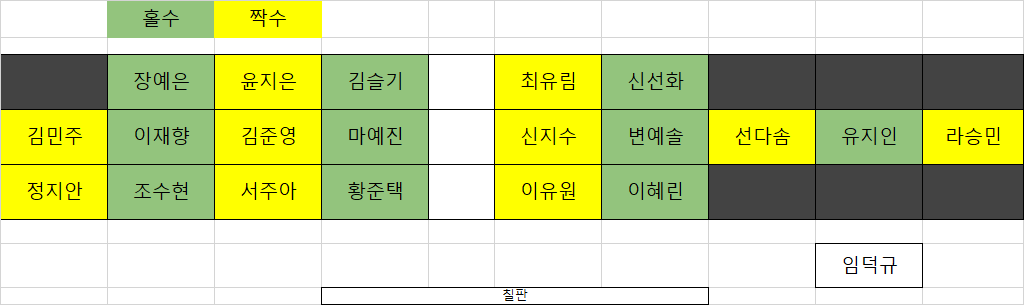 홀수 짝수
장예은 윤지은 김슬기 최유림 신선화
김민주 이재향 김준영 마예진 신지수 변예솔 선다솜 유지인 라승민
정지안 조수현 서주아 황준택 이유원 이혜린
임덕규
칠판